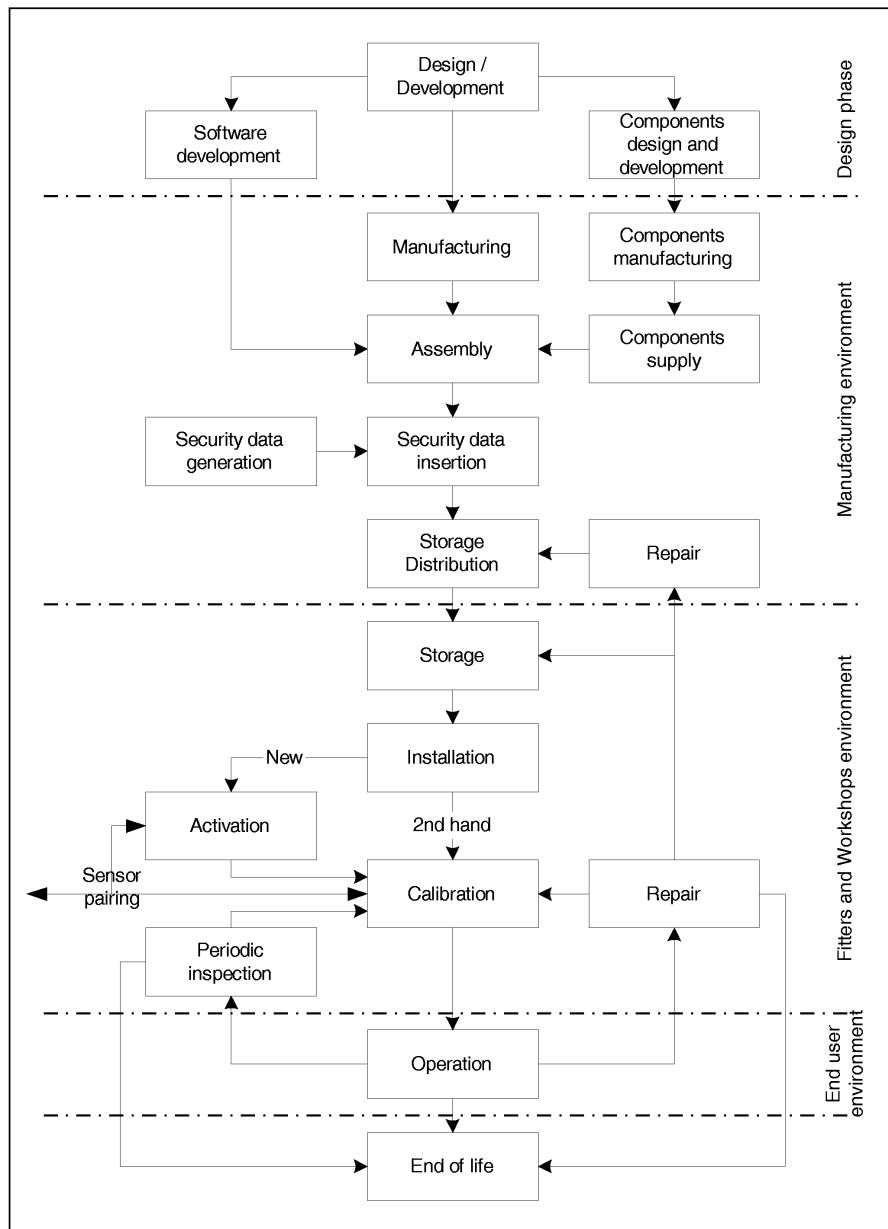 Design /
Development
Software
development
Components
design and
development
Design phase
Manufacturing
Components
manufacturing
Assembly
Components
supply
Security data
generation
Security data
insertion
Storage
Distribution
Repair
Manufacturing environment
Storage
Installation
New
Activation
2nd hand
Sensor
pairing
Calibration
Repair
Periodic
inspection
Fitters and Workshops environment
Operation
End user
environment
End of life